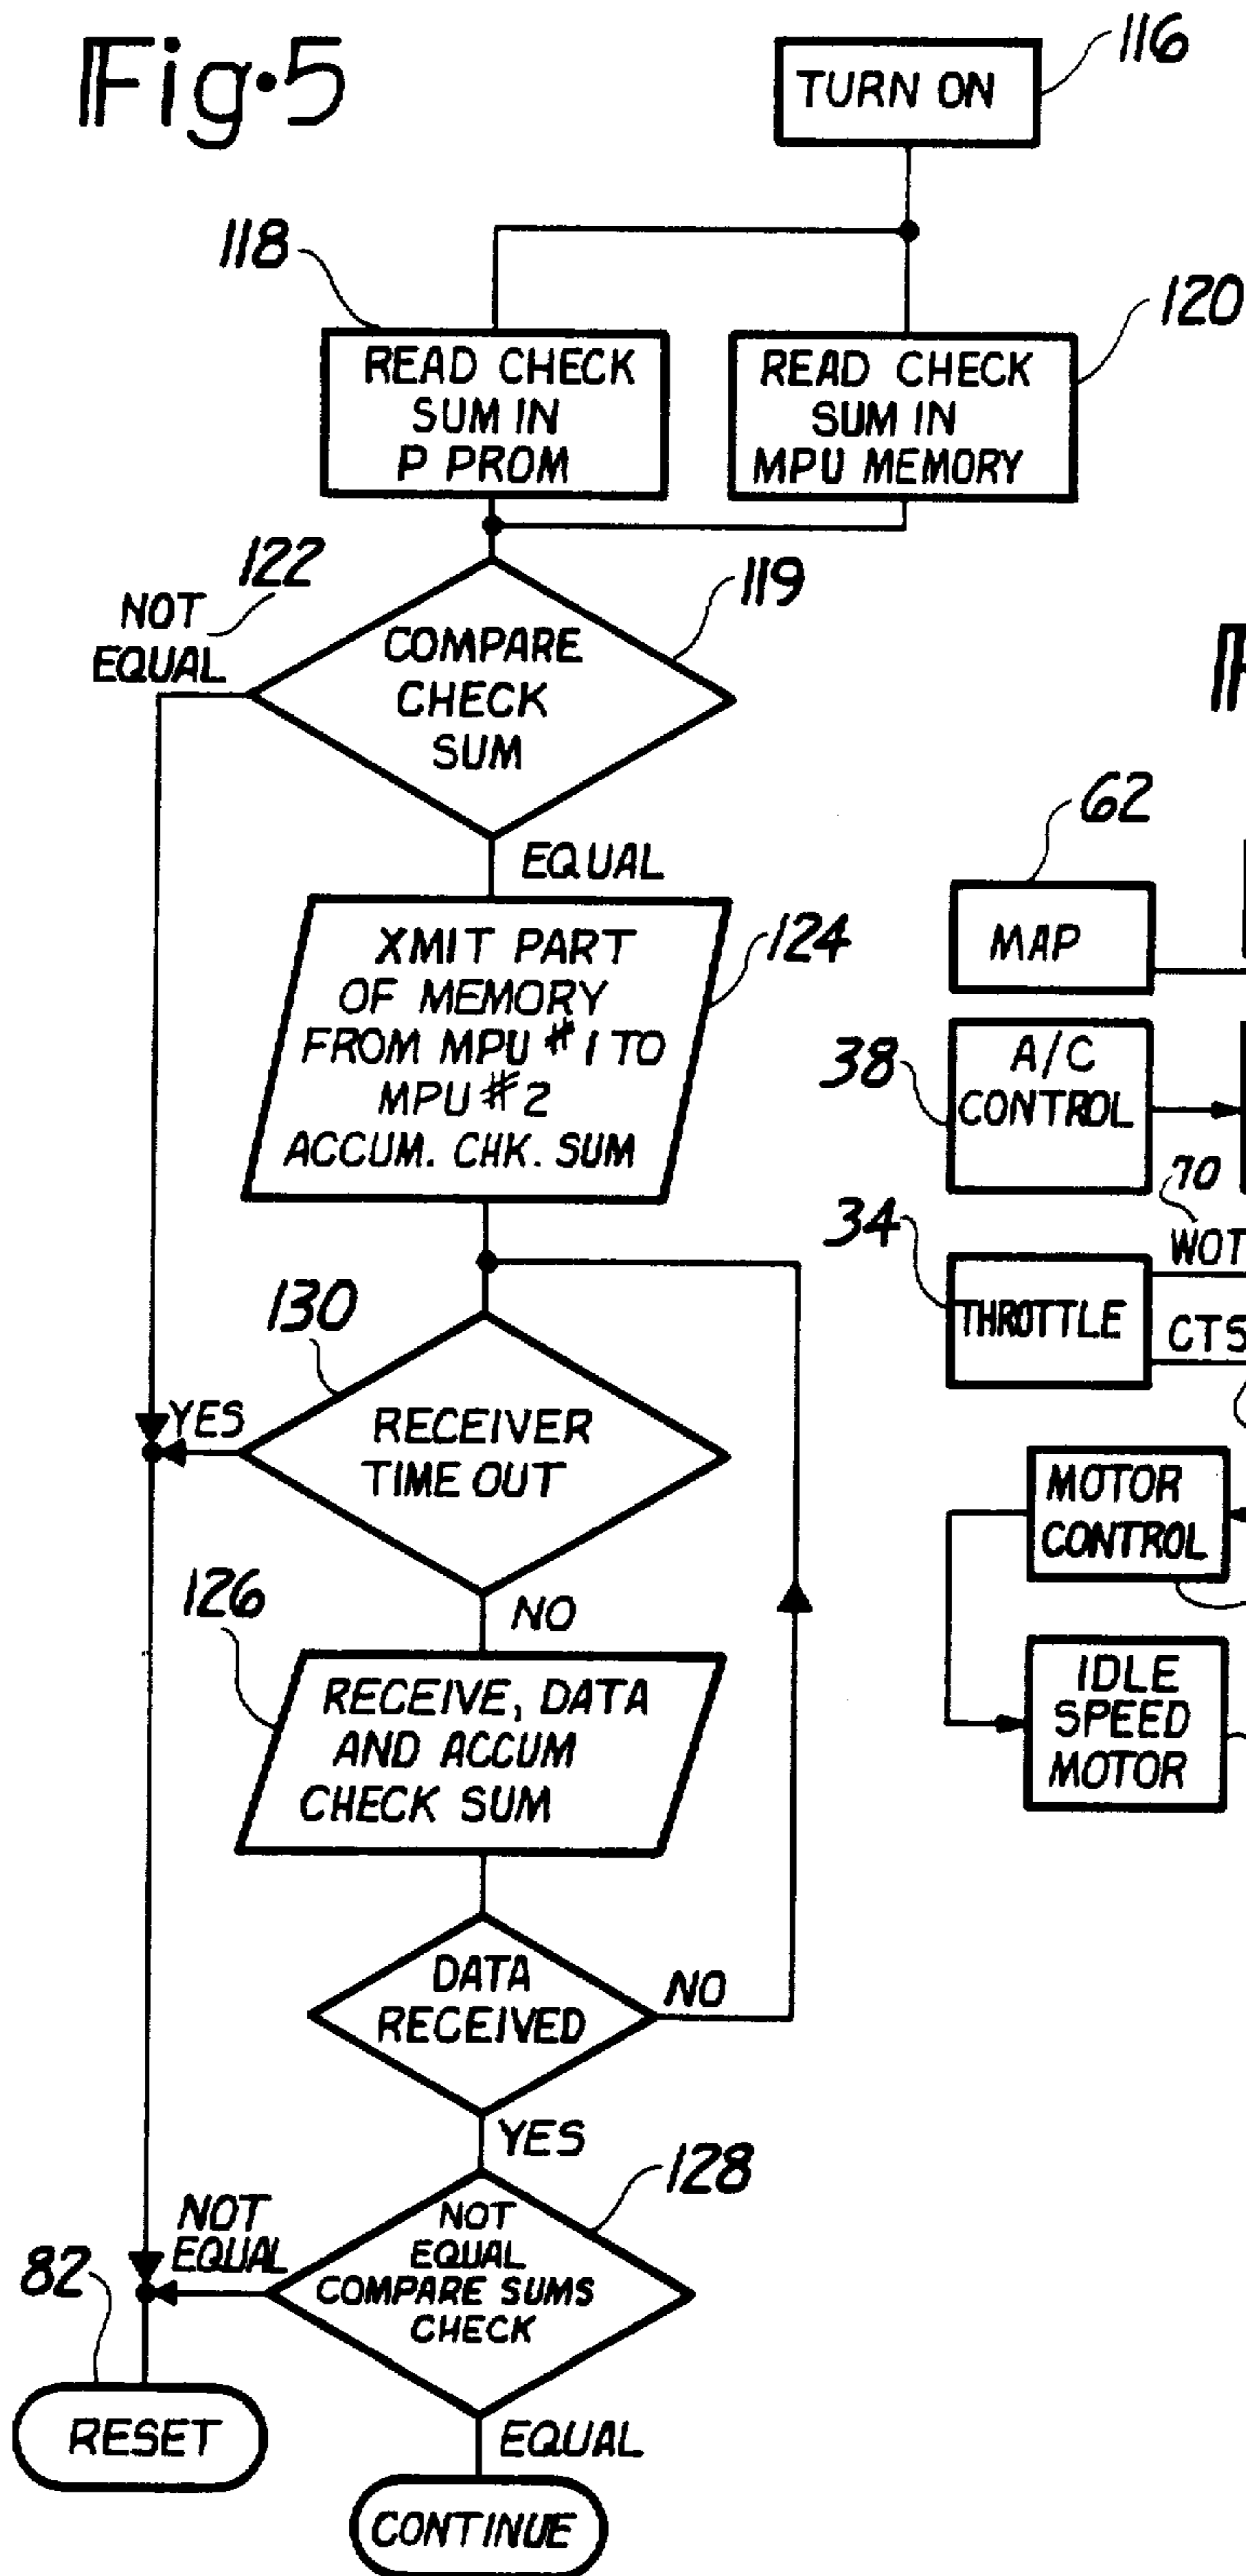 Fig.5
116
TURN ON
118
120
READ CHECK
SUM IN
P PROM
READ CHECK
SUM IN
MPU MEMORY
122
NOT
EQUAL
119
COMPARE
CHECK
SUM
EQUAL
XMIT PART
OF MEMORY
FROM MPU #1 TO
MPU #2
ACCUM. CHK. SUM
124
130
YES
RECEIVER
TIME OUT
126
NO
RECEIVE, DATA
AND ACCUM
CHECK SUM
DATA
RECEIVED
NO
YES
128
NOT
EQUAL
NOT
EQUAL
COMPARE SUMS
CHECK
82
RESET
EQUAL
CONTINUE
62
MAP
38
A/C
CONTROL
70
34
WOT
THROTTLE
CTS
MOTOR
CONTROL
IDLE
SPEED
MOTOR